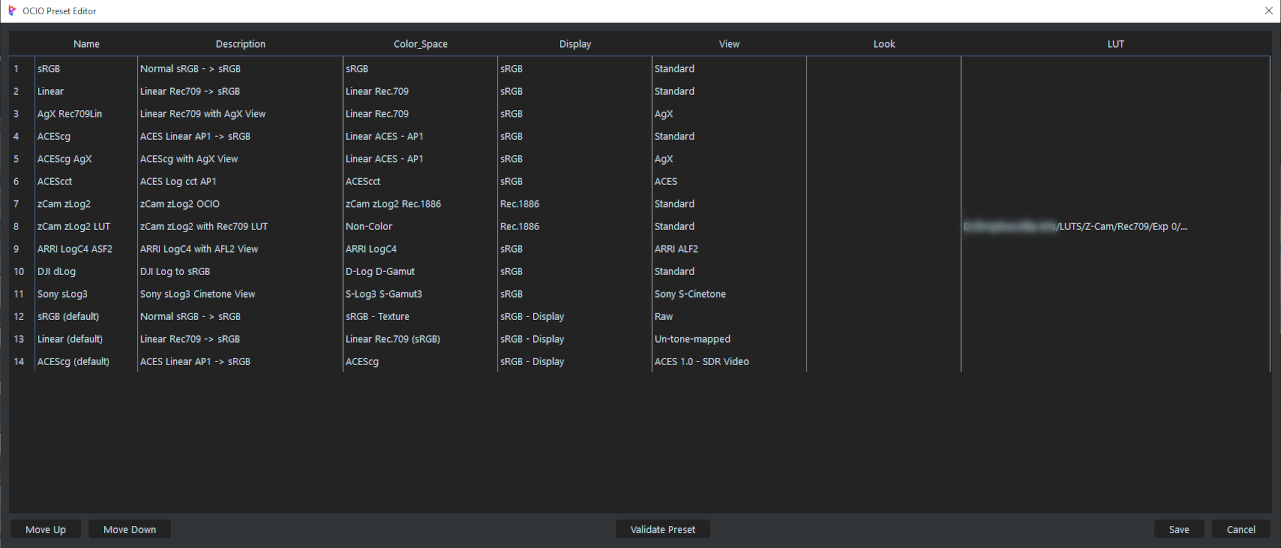 OCIO Preset Editor
Name Description Color_Space Display View Look LUT
1 sRGB Normal sRGB - > sRGB sRGB sRGB Standard
2 Linear Linear Rec709 -> sRGB Linear Rec.709 sRGB Standard
3 AgX Rec709Lin Linear Rec709 with AgX View Linear Rec.709 sRGB AgX
4 ACEScg ACES Linear AP1 -> sRGB Linear ACES - AP1 sRGB Standard
5 ACEScg AgX ACEScg with AgX View Linear ACES - AP1 sRGB AgX
6 ACEScct ACES Log cct AP1 ACEScct sRGB ACES
7 zCam zLog2 zCam zLog2 OCIO zCam zLog2 Rec.1886 Rec.1886 Standard
8 zCam zLog2 LUT zCam zLog2 with Rec709 LUT Non-Color Rec.1886 Standard /LUTS/Z-Cam/Rec709/Exp 0/...
9 ARRI LogC4 ASF2 ARRI LogC4 with AFL2 View ARRI LogC4 sRGB ARRI ALF2
10 DJI dLog DJI Log to sRGB D-Log D-Gamut sRGB Standard
11 Sony sLog3 Sony sLog3 Cinetone View S-Log3 S-Gamut3 sRGB Sony S-Cinetone
12 sRGB (default) Normal sRGB - > sRGB sRGB - Texture sRGB - Display Raw
13 Linear (default) Linear Rec709 -> sRGB Linear Rec.709 (sRGB) sRGB - Display Un-tone-mapped
14 ACEScg (default) ACES Linear AP1 -> sRGB ACEScg sRGB - Display ACES 1.0 - SDR Video
Move Up Move Down Validate Preset Save Cancel